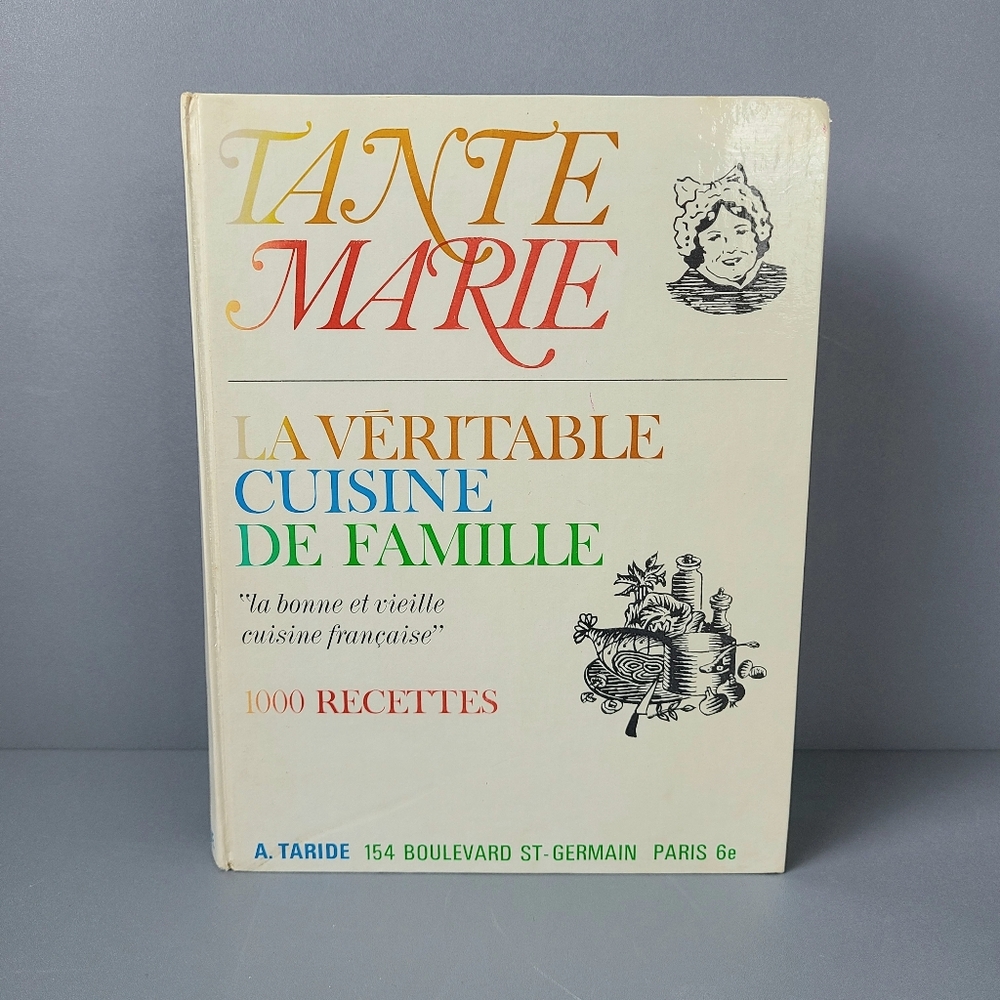 TANTE
MARIE
LA VÉRITABLE
CUISINE
DE FAMILLE
"la bonne et vieille
cuisine française"
1000 RECETTES
A. TARIDE 154 BOULEVARD ST-GERMAIN PARIS 6e